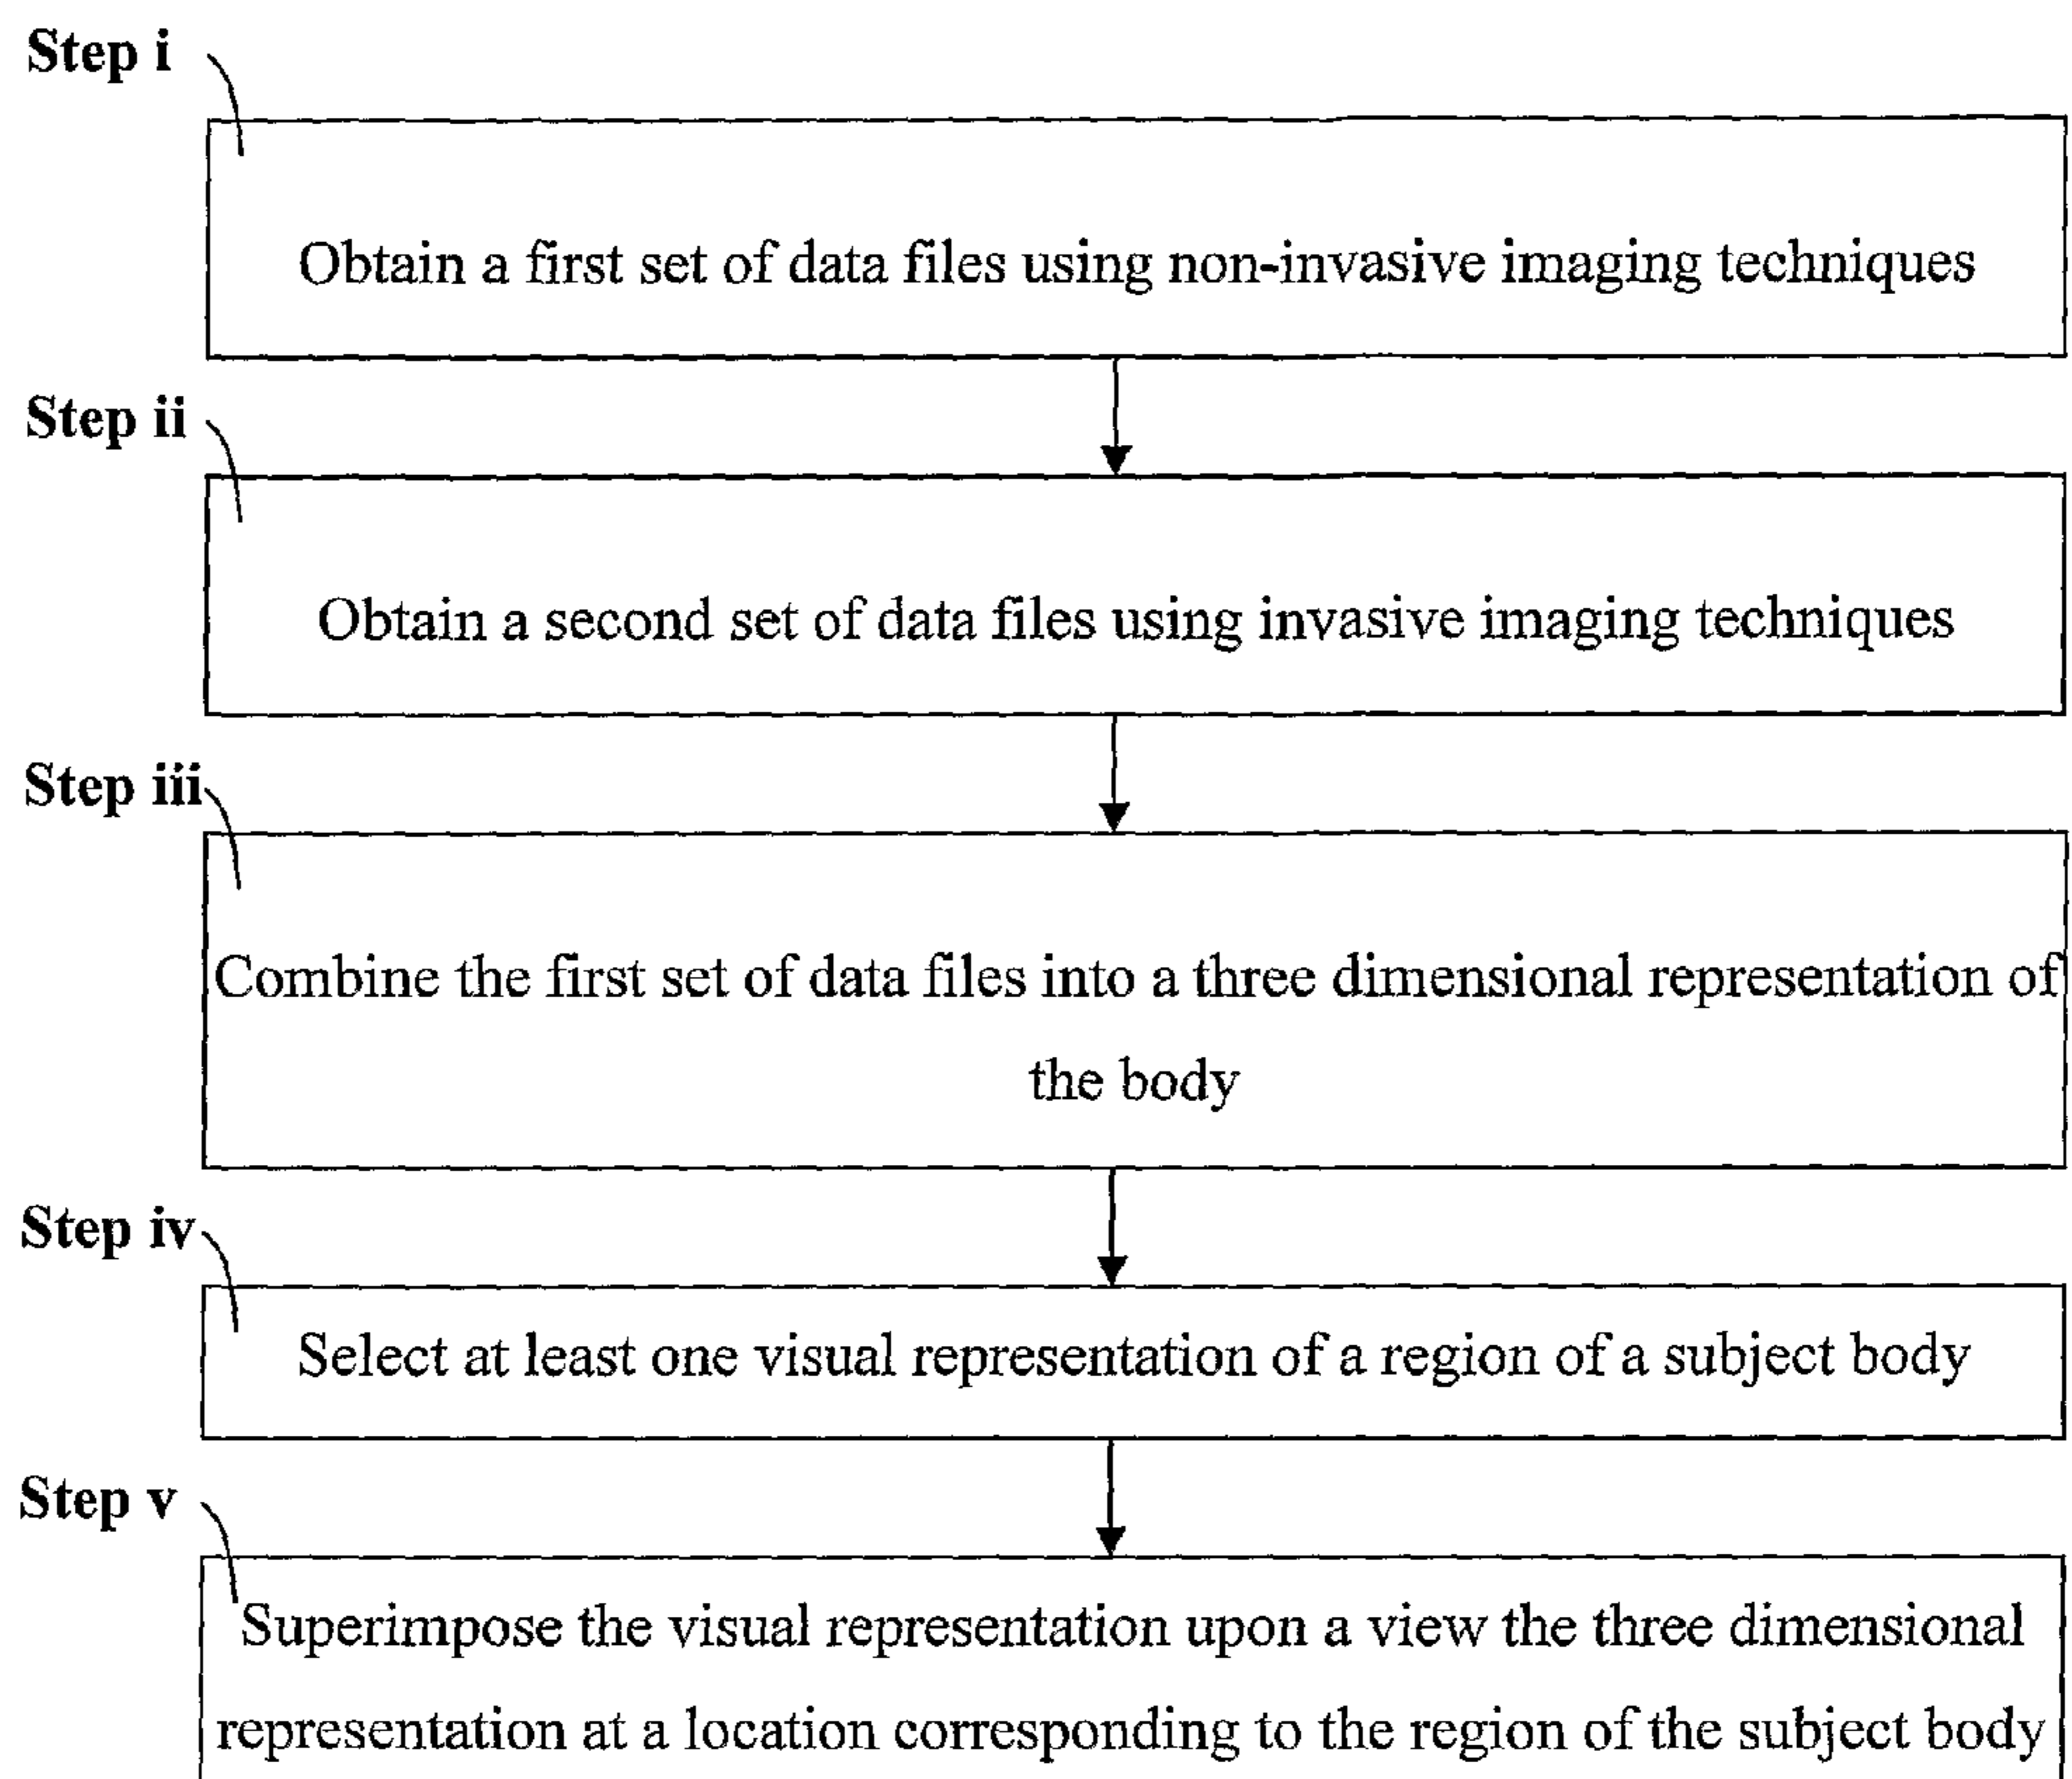 Step i
Obtain a first set of data files using non-invasive imaging techniques
Step ii
Obtain a second set of data files using invasive imaging techniques
Step iii
Combine the first set of data files into a three dimensional representation of
the body
Step iv
Select at least one visual representation of a region of a subject body
Step v
Superimpose the visual representation upon a view the three dimensional
representation at a location corresponding to the region of the subject body